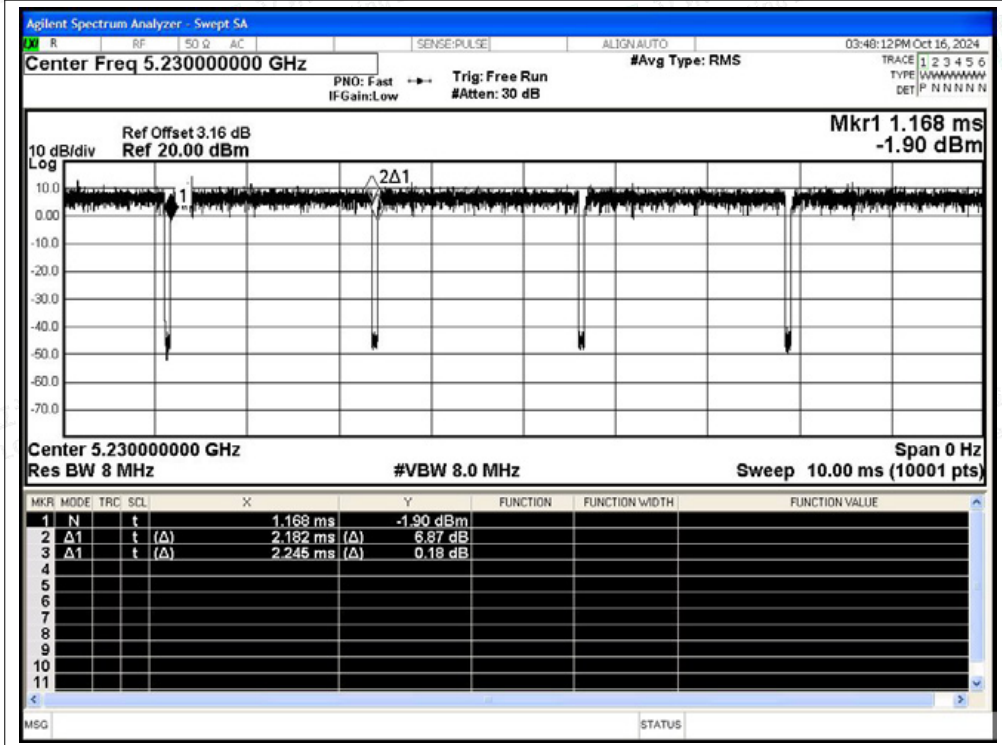 Agilent Spectrum Analyzer - Swept SA
LXI R RF 50 Ω AC SENSE:PULSE ALIGNAUTO 03:48:12PM Oct 16, 2024
Center Freq 5.230000000 GHz #Avg Type: RMS TRACE 1 2 3 4 5 6
PNO: Fast Trig: Free Run TYPE WWWWWW
IFGain:Low #Atten: 30 dB DET P N N N N N
Mkr1 1.168 ms
Ref Offset 3.16 dB
10 dB/div Ref 20.00 dBm -1.90 dBm
Log
2Δ1
10.0
1
0.00
-10.0
-20.0
-30.0
-40.0
-50.0
-60.0
-70.0
Center 5.230000000 GHz Span 0 Hz
Res BW 8 MHz #VBW 8.0 MHz Sweep 10.00 ms (10001 pts)
MKR MODE TRC SCL X Y FUNCTION FUNCTION WIDTH FUNCTION VALUE
1 N t 1.168 ms -1.90 dBm
2 Δ1 t (Δ) 2.182 ms (Δ) 6.87 dB
3 Δ1 t (Δ) 2.245 ms (Δ) 0.18 dB
4
5
6
7
8
9
10
11
MSG STATUS